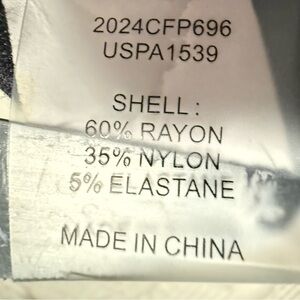 2024CFP696
USPA1539
SHELL :
60% RAYON
35% NYLON
5% ELASTANE
MADE IN CHINA